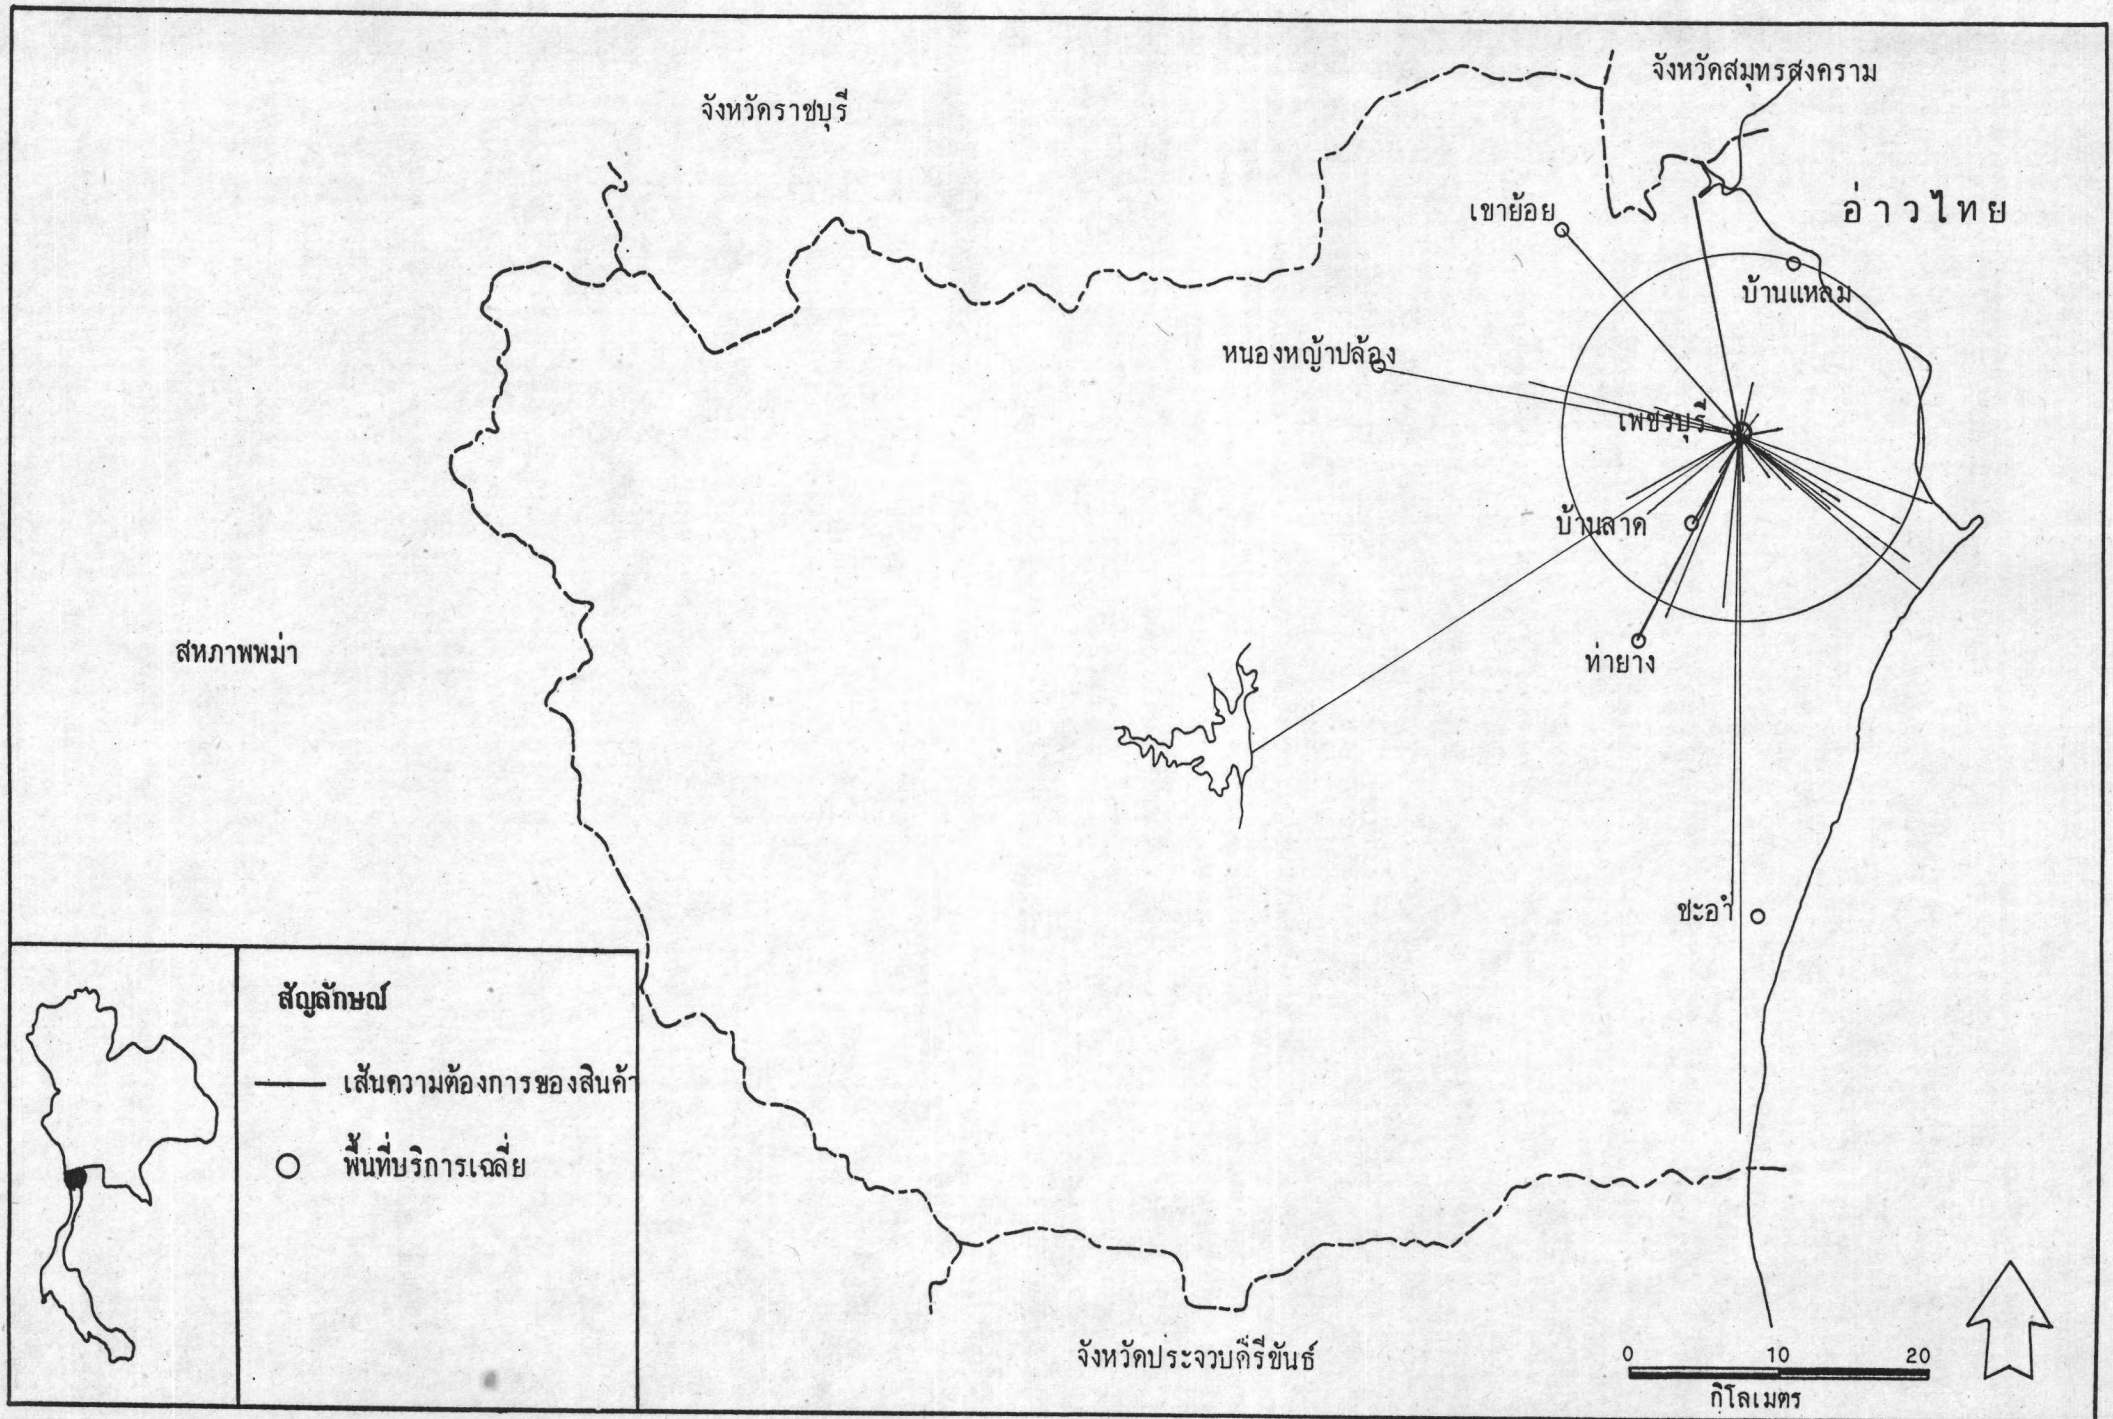 จังหวัดสมุทรสงคราม
จังหวัดราชบุรี
เขาย้อย
อ่าวไทย
บ้านแหลม
หนองหญ้าปล้อง
เพชรบุรี
บ้านลาด
สหภาพพม่า
ท่ายาง
ชะอำ
สัญลักษณ์
เส้นความต้องการของสินค้า
พื้นที่บริการเฉลี่ย
จังหวัดประจวบคีรีขันธ์
0 10 20
กิโลเมตร